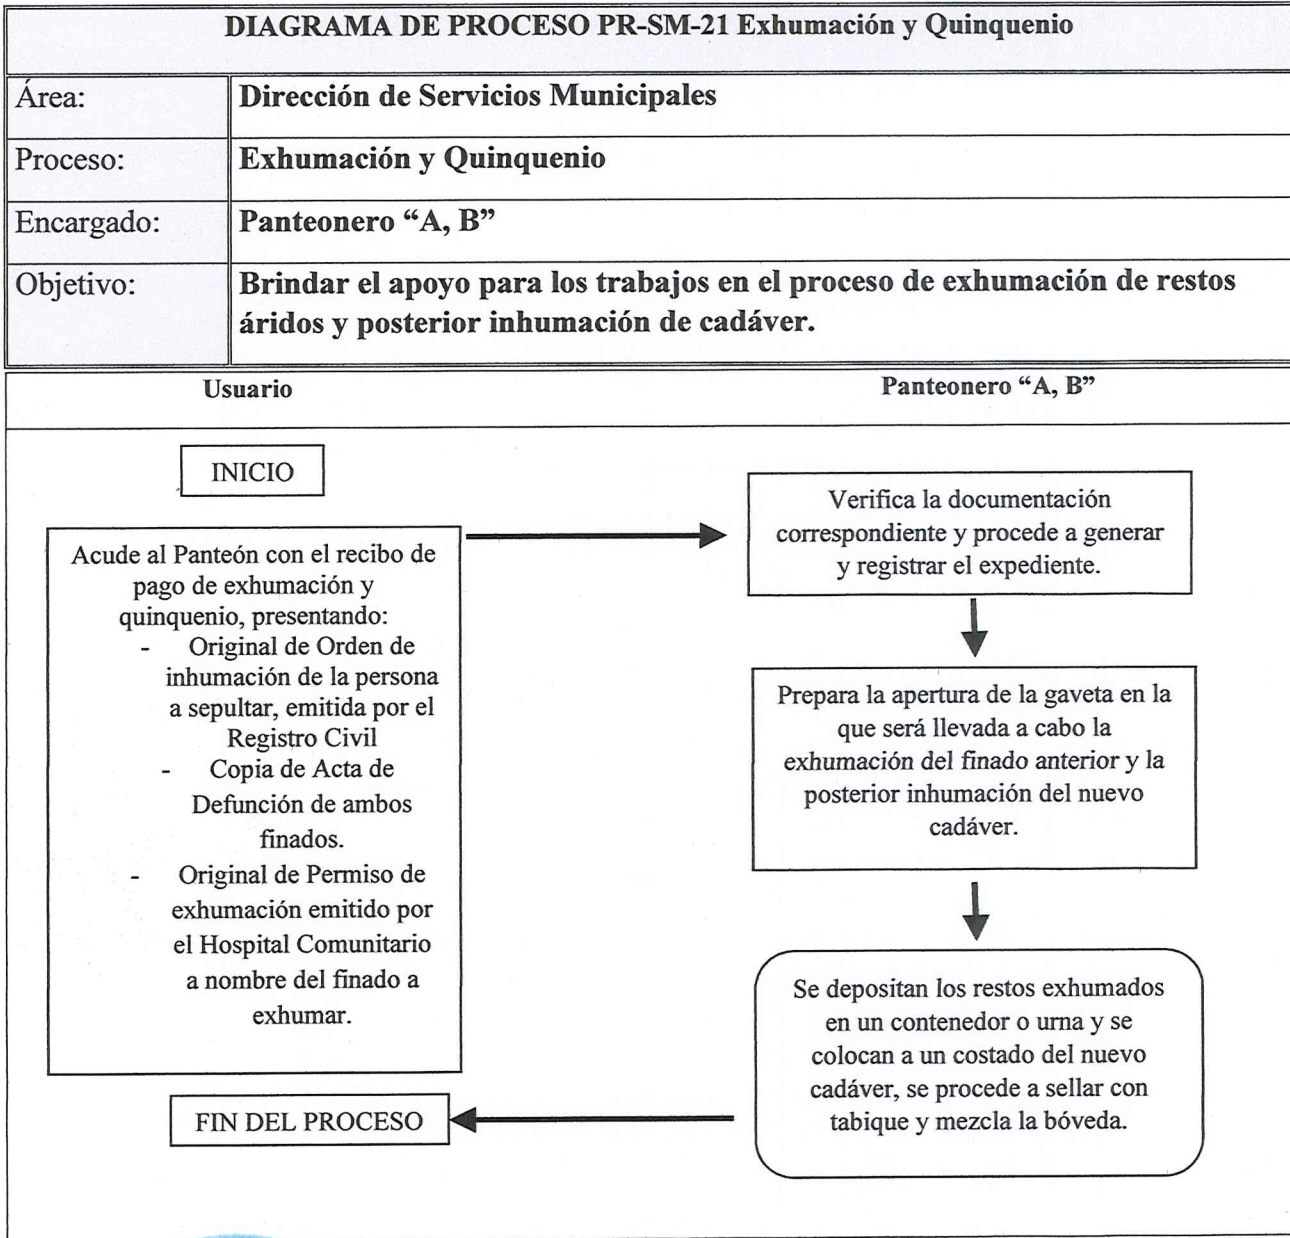 DIAGRAMA DE PROCESO PR-SM-21 Exhumación y Quinquenio
Área:
Dirección de Servicios Municipales
Proceso:
Exhumación y Quinquenio
Encargado:
Panteonero “A, B”
Objetivo:
Brindar el apoyo para los trabajos en el proceso de exhumación de restos
áridos y posterior inhumación de cadáver.
Usuario
Panteonero “A, B”
INICIO
Acude al Panteón con el recibo de
pago de exhumación y
quinquenio, presentando:
- Original de Orden de
inhumación de la persona
a sepultar, emitida por el
Registro Civil
- Copia de Acta de
Defunción de ambos
finados.
- Original de Permiso de
exhumación emitido por
el Hospital Comunitario
a nombre del finado a
exhumar.
Verifica la documentación
correspondiente y procede a generar
y registrar el expediente.
Prepara la apertura de la gaveta en la
que será llevada a cabo la
exhumación del finado anterior y la
posterior inhumación del nuevo
cadáver.
Se depositan los restos exhumados
en un contenedor o urna y se
colocan a un costado del nuevo
cadáver, se procede a sellar con
tabique y mezcla la bóveda.
FIN DEL PROCESO